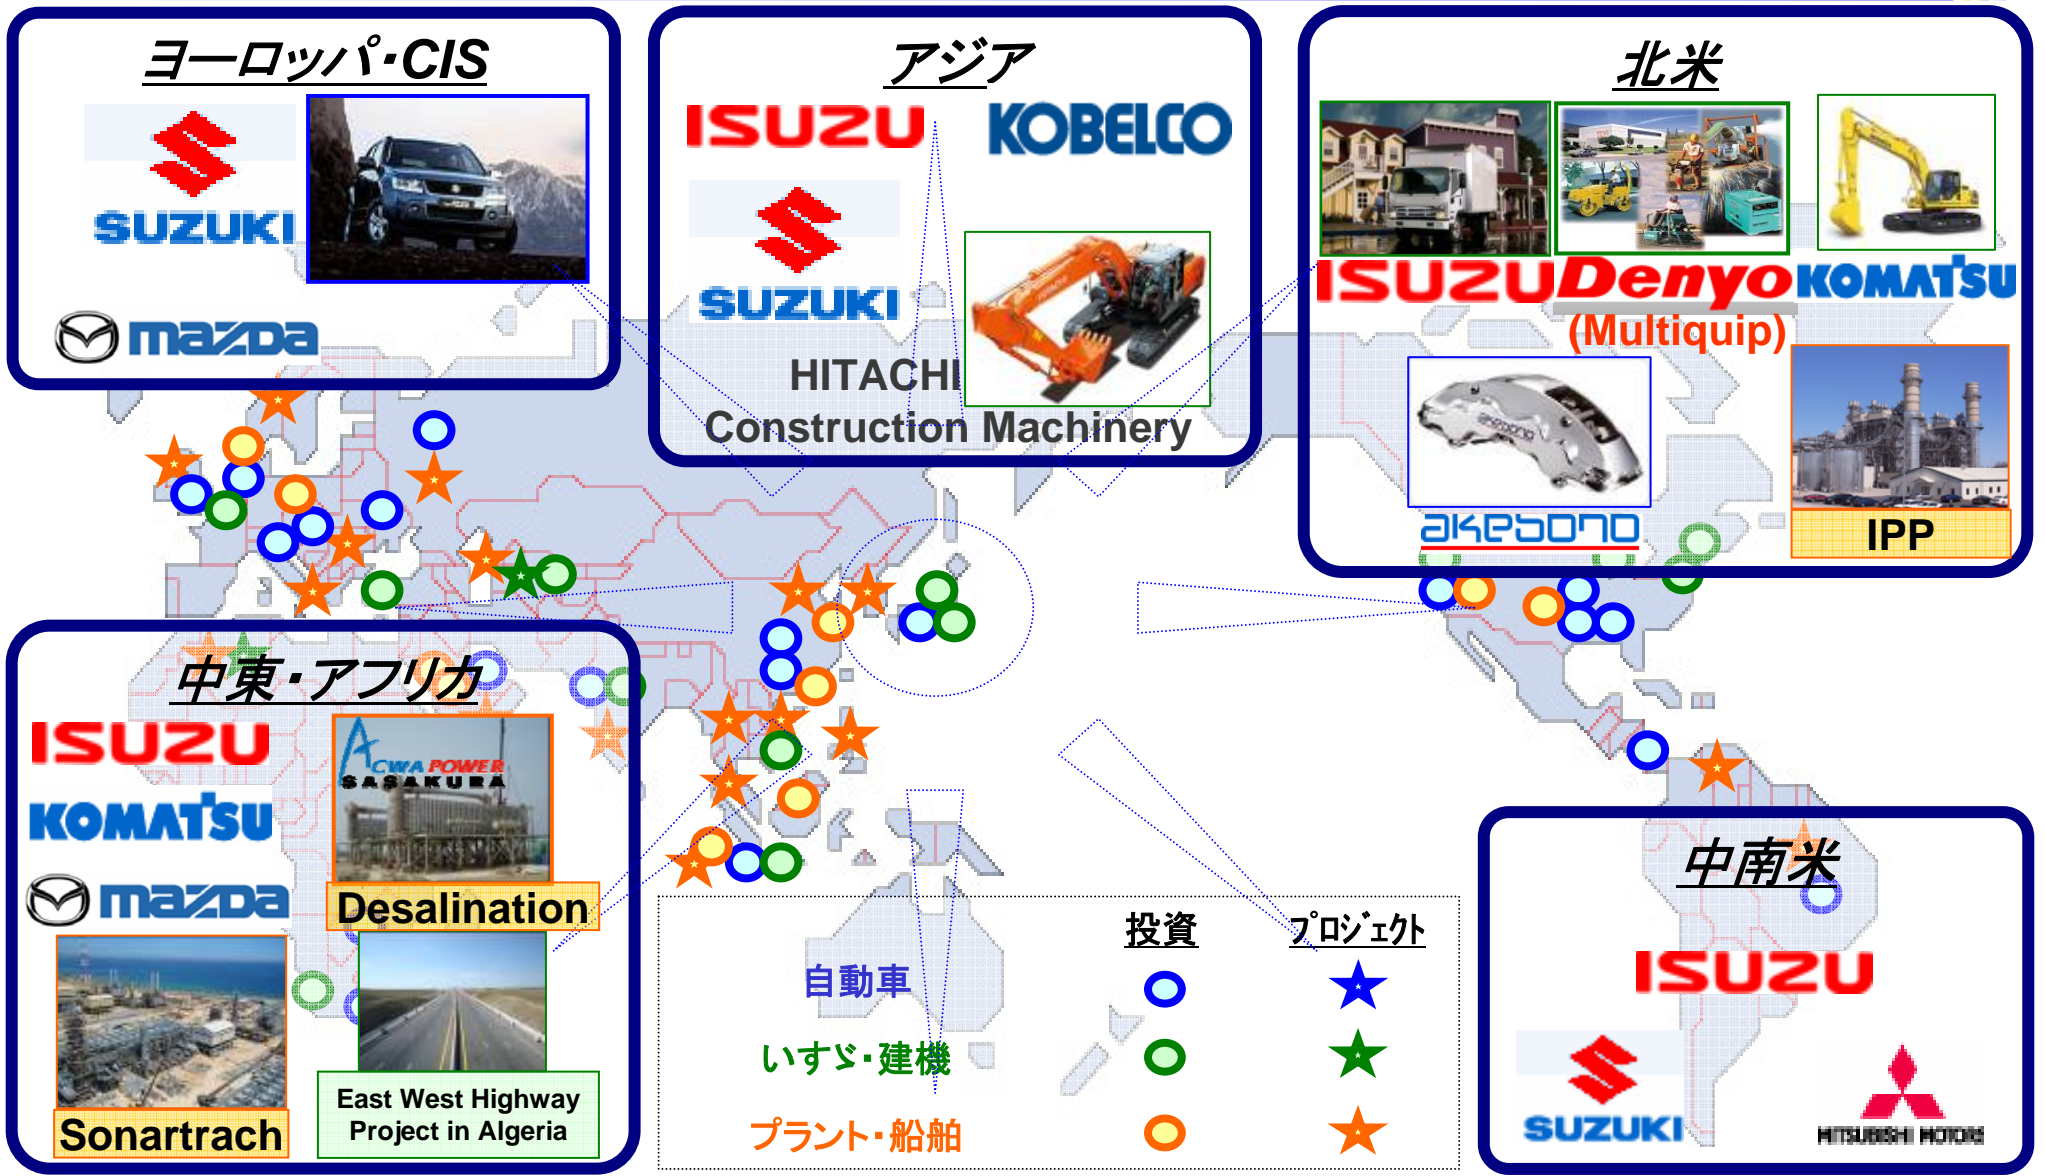 ヨーロッパ・CIS
SUZUKI
mazda
アジア
ISUZU
KOBELCO
SUZUKI
HITACHI
Construction Machinery
北米
ISUZU
Denyo
(Multiquip)
KOMATSU
akebono
akebono
IPP
中東・アフリカ
ISUZU
KOMATSU
mazda
ACWA POWER
SASAKURA
Desalination
Sonartrach
East West Highway
Project in Algeria
投資 プロジェクト
自動車
いすゞ・建機
プラント・船舶
中南米
ISUZU
SUZUKI
MITSUBISHI MOTORS